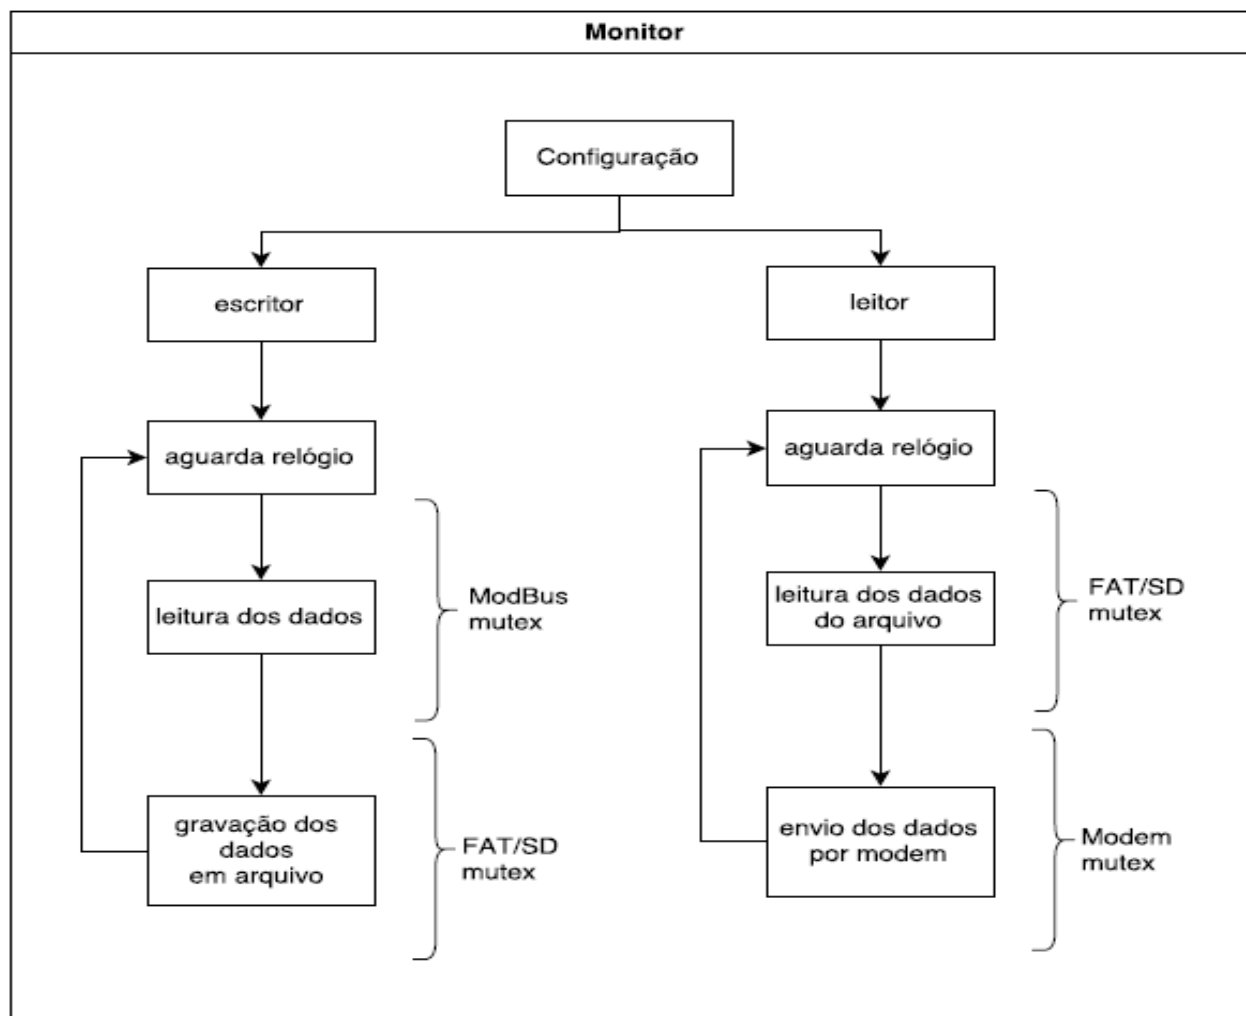 Monitor
Configuração
escritor
aguarda relógio
leitura dos dados
ModBus
mutex
gravação dos
dados
em arquivo
FAT/SD
mutex
leitor
aguarda relógio
leitura dos dados
do arquivo
FAT/SD
mutex
envio dos dados
por modem
Modem
mutex